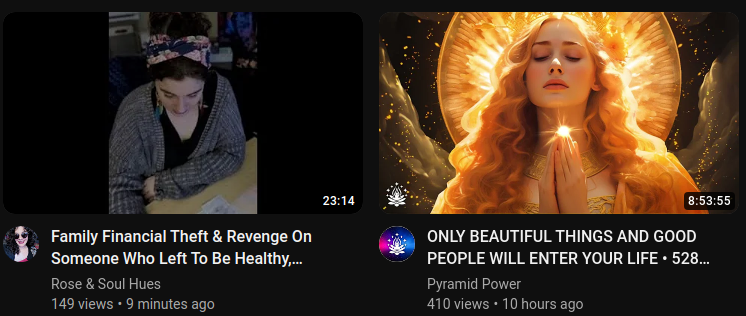 23:14
8:53:55
Family Financial Theft & Revenge On
Someone Who Left To Be Healthy,...
Rose & Soul Hues
149 views • 9 minutes ago
ONLY BEAUTIFUL THINGS AND GOOD
PEOPLE WILL ENTER YOUR LIFE • 528...
Pyramid Power
410 views • 10 hours ago